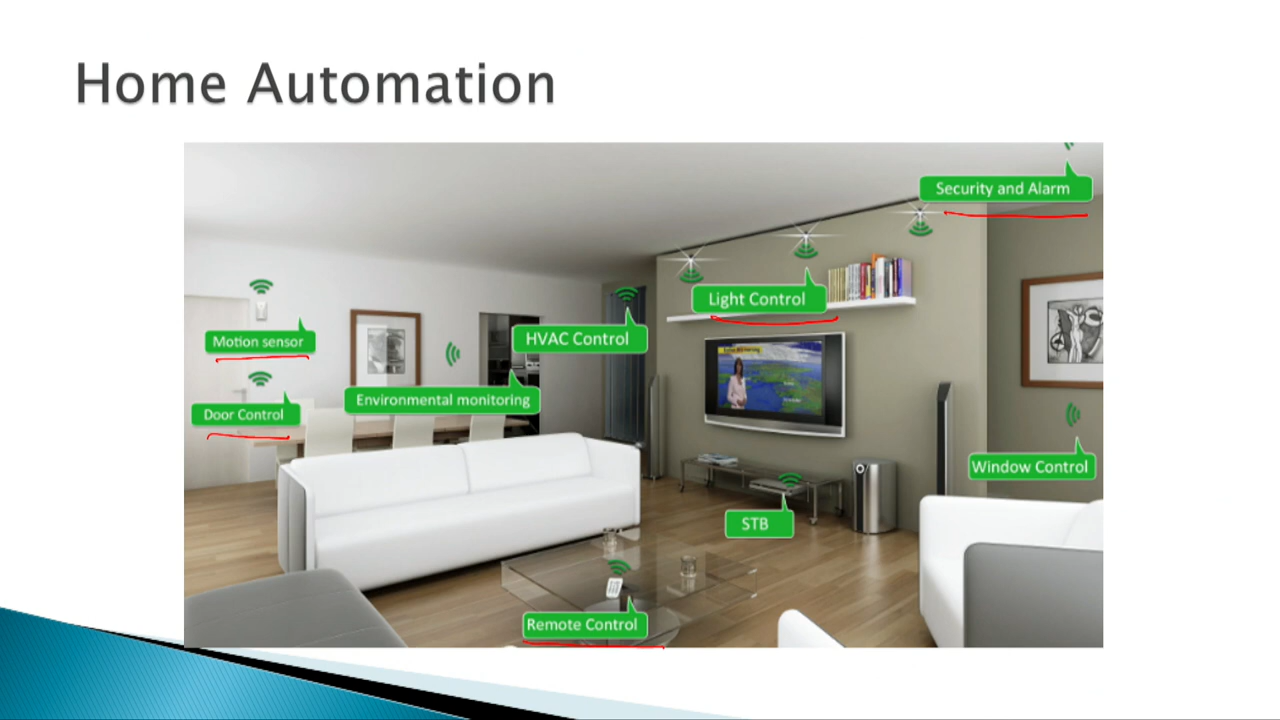 Home Automation
Security and Alarm
Light Control
Motion sensor
HVAC Control
Environmental monitoring
Door Control
Window Control
STB
Remote Control